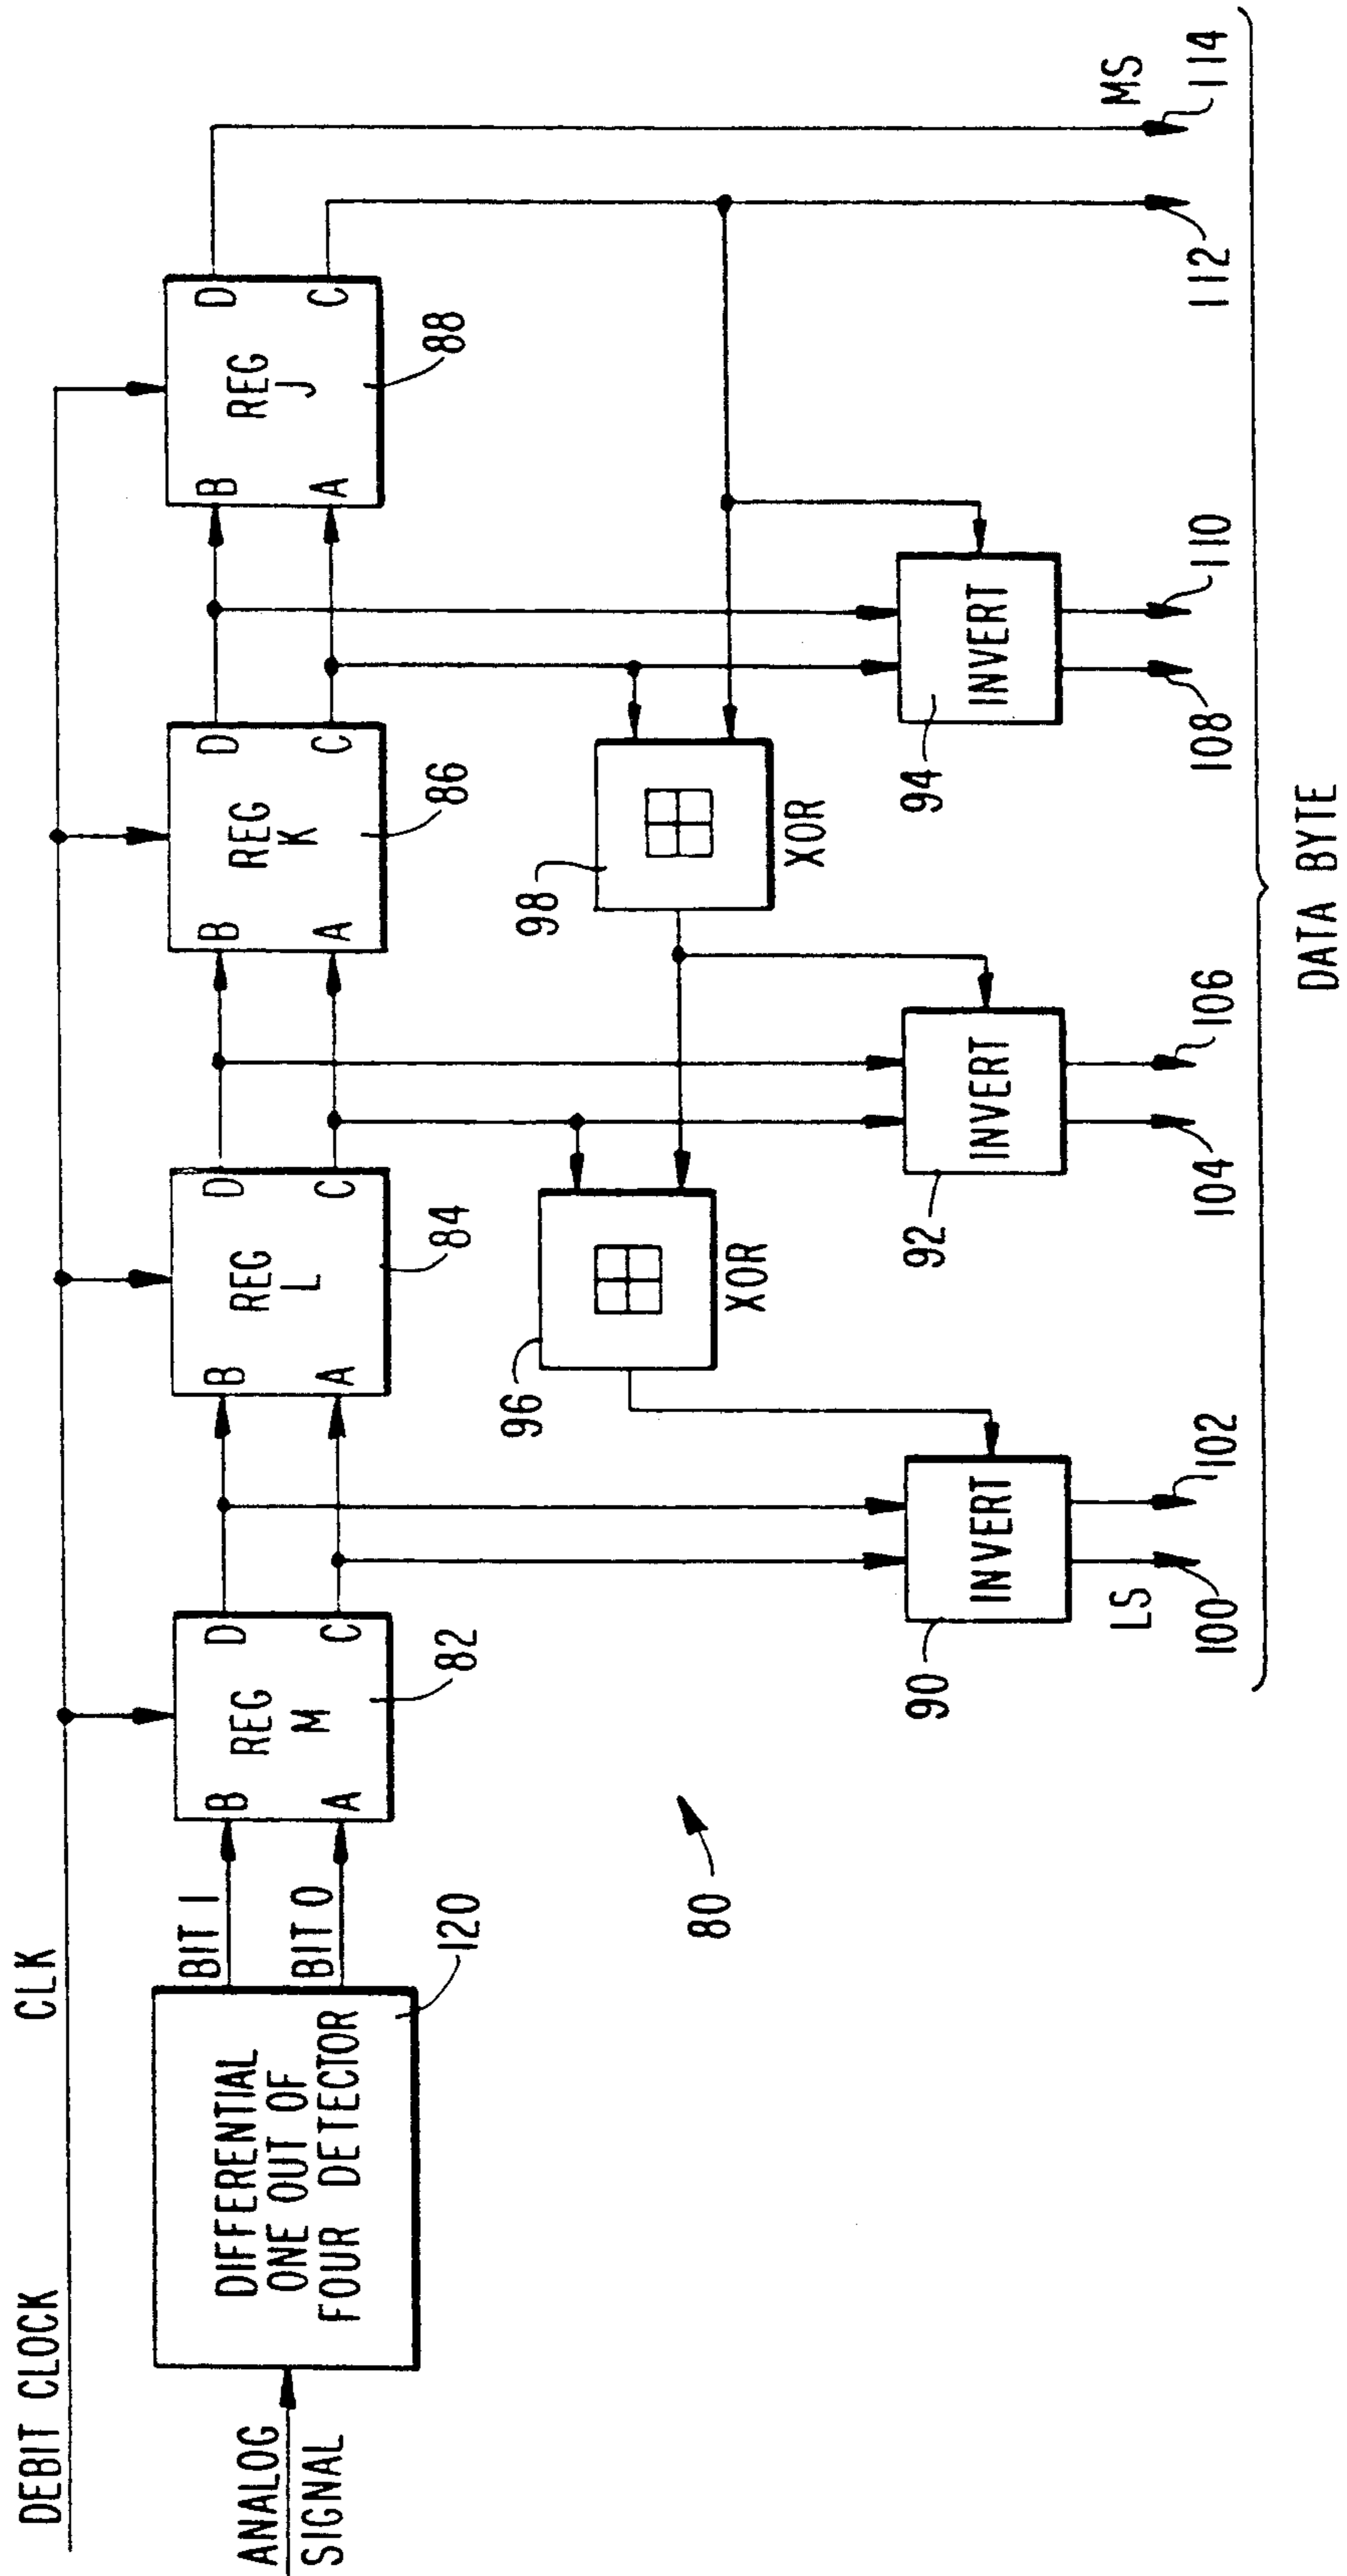 DEBIT CLOCK
CLK
ANALOG
SIGNAL
DIFFERENTIAL
ONE OUT OF
FOUR DETECTOR
120
BIT 1
BIT 0
B
A
REG
M
D
C
82
B
A
REG
L
D
C
84
B
A
REG
K
D
C
86
B
A
REG
J
D
C
88
80
96
XOR
98
XOR
90
INVERT
92
INVERT
94
INVERT
LS
100
102
104
106
108
110
112
MS
114
DATA BYTE